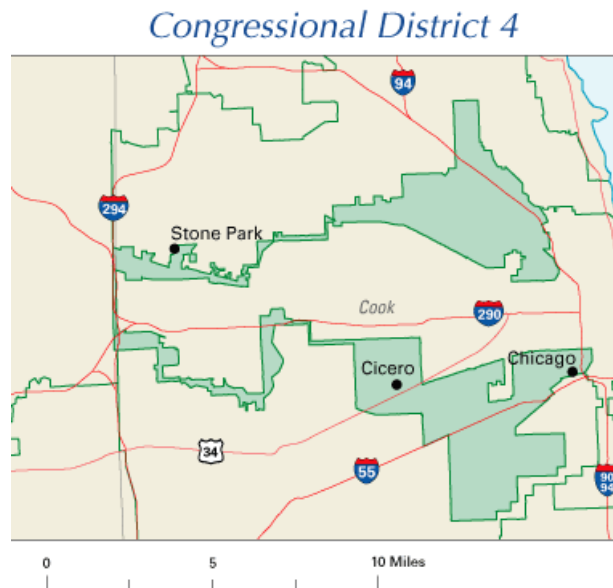 Congressional District 4
94
294
Stone Park
Cook
290
Chicago
Cicero
34
55
90
94
0 5 10 Miles